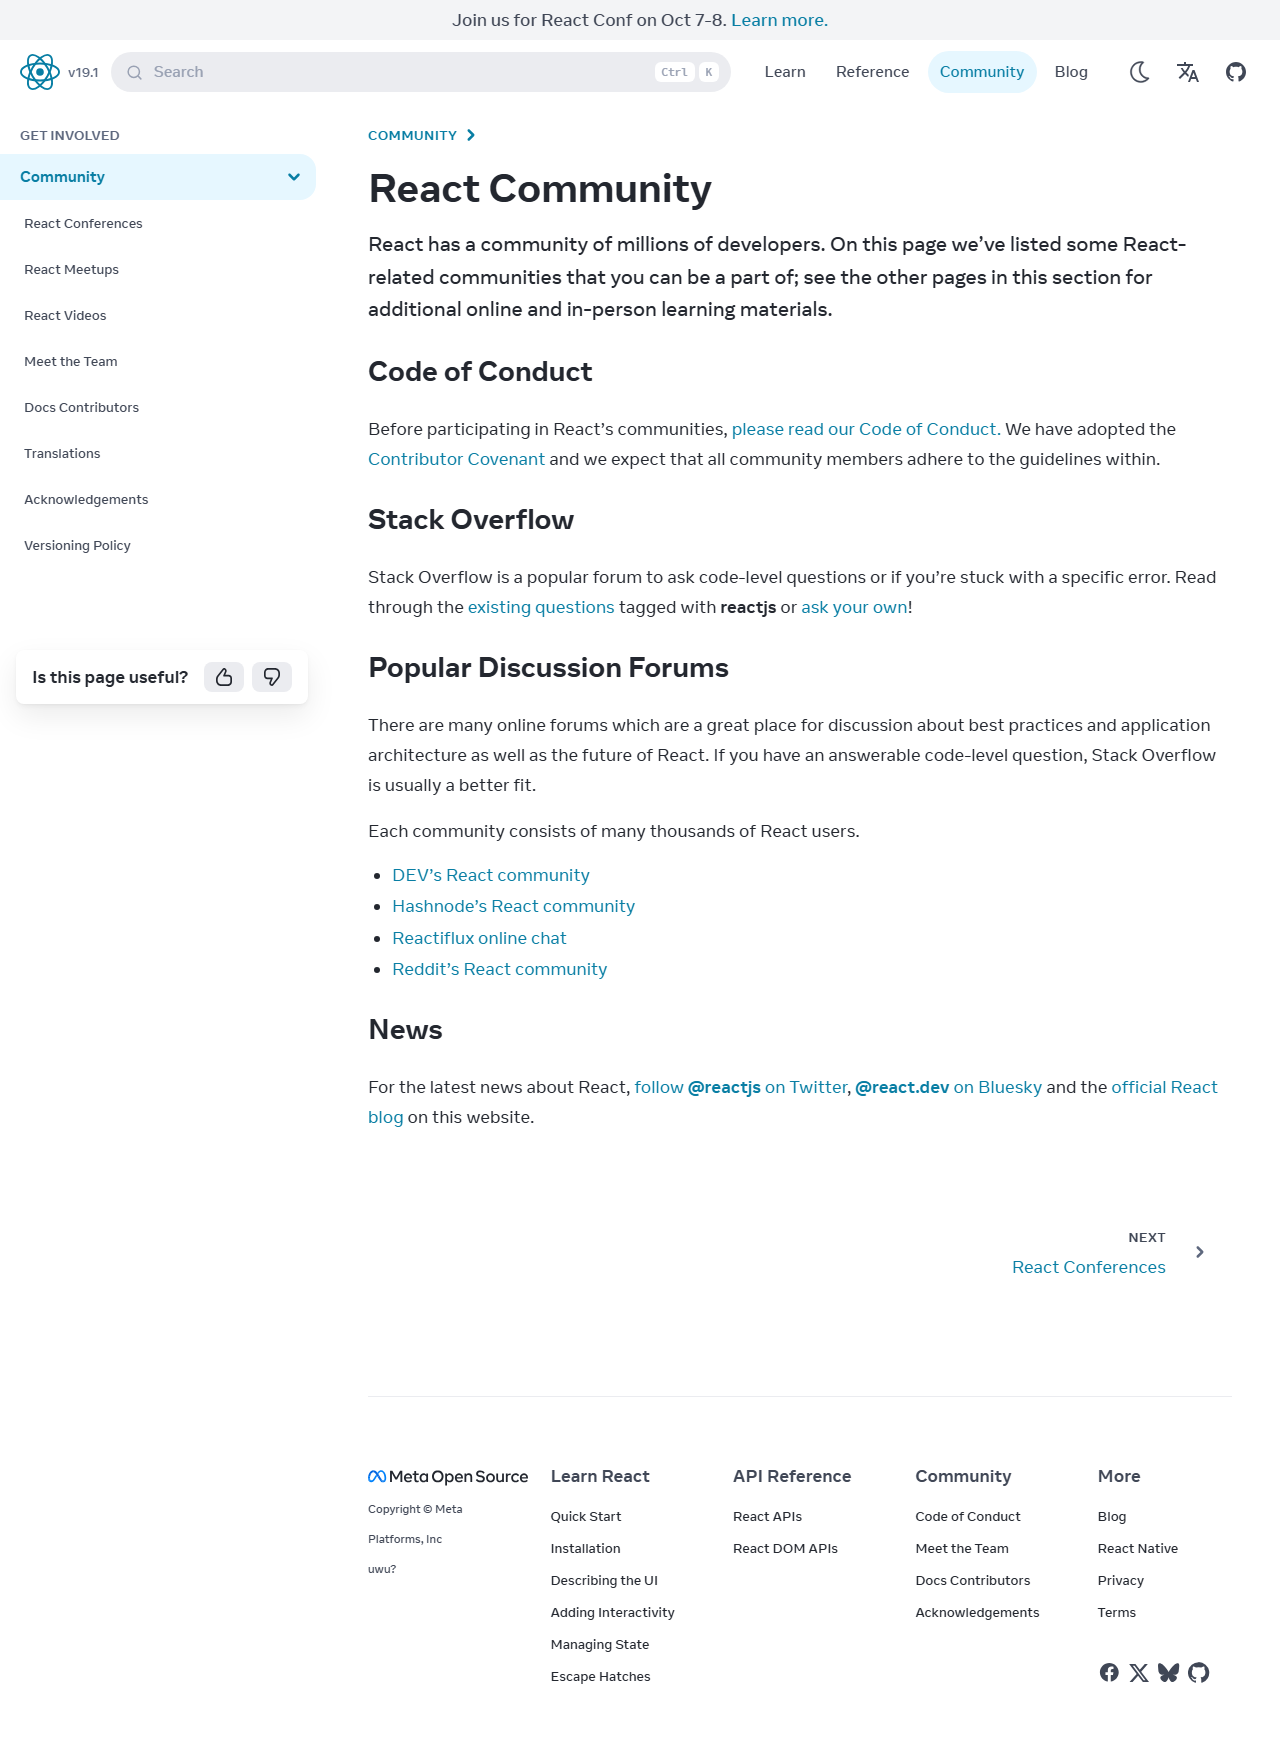 Join us for React Conf on Oct 7-8. Learn more.
v19.1
Search
Ctrl K
Learn
Reference
Community
Blog
GET INVOLVED
Community
React Conferences
React Meetups
React Videos
Meet the Team
Docs Contributors
Translations
Acknowledgements
Versioning Policy
Is this page useful?
COMMUNITY
React Community
React has a community of millions of developers. On this page we’ve listed some React-
related communities that you can be a part of; see the other pages in this section for
additional online and in-person learning materials.
Code of Conduct
Before participating in React’s communities, please read our Code of Conduct. We have adopted the
Contributor Covenant and we expect that all community members adhere to the guidelines within.
Stack Overflow
Stack Overflow is a popular forum to ask code-level questions or if you’re stuck with a specific error. Read
through the existing questions tagged with reactjs or ask your own!
Popular Discussion Forums
There are many online forums which are a great place for discussion about best practices and application
architecture as well as the future of React. If you have an answerable code-level question, Stack Overflow
is usually a better fit.
Each community consists of many thousands of React users.
DEV’s React community
Hashnode’s React community
Reactiflux online chat
Reddit’s React community
News
For the latest news about React, follow @reactjs on Twitter, @react.dev on Bluesky and the official React
blog on this website.
NEXT
React Conferences
Meta Open Source
Copyright © Meta
Platforms, Inc
uwu?
Learn React
Quick Start
Installation
Describing the UI
Adding Interactivity
Managing State
Escape Hatches
API Reference
React APIs
React DOM APIs
Community
Code of Conduct
Meet the Team
Docs Contributors
Acknowledgements
More
Blog
React Native
Privacy
Terms